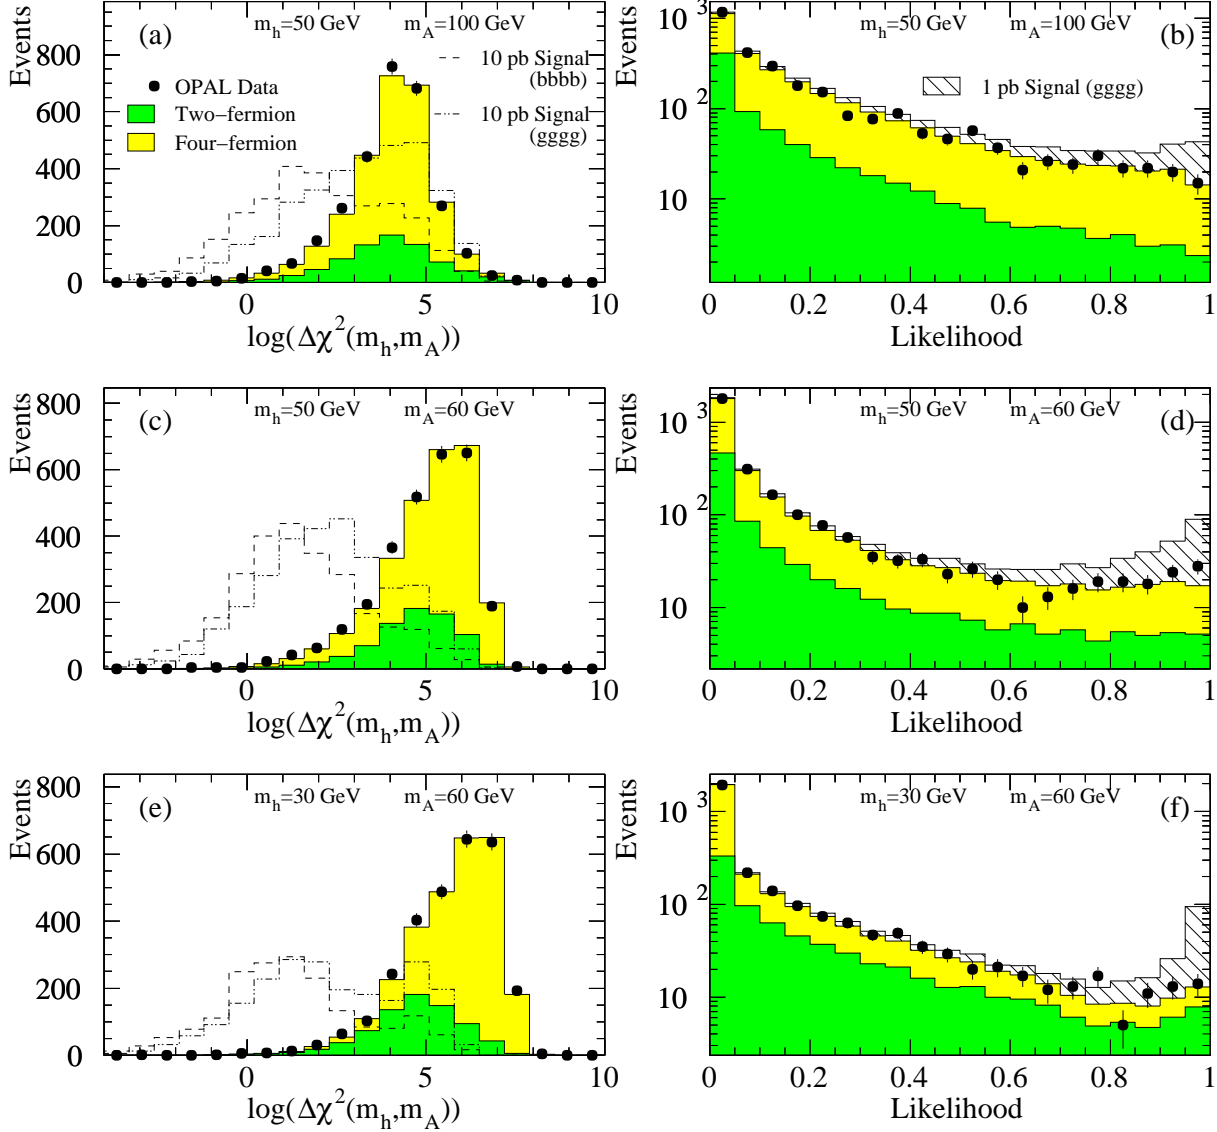 Events
(a)
m_h=50 GeV m_A=100 GeV
OPAL Data
Two-fermion
Four-fermion
10 pb Signal
(bbbb)
10 pb Signal
(gggg)
800
600
400
200
0
0 5 10
log(Δχ²(m_h,m_A))
Events
(b)
m_h=50 GeV m_A=100 GeV
1 pb Signal (gggg)
10³
10²
10
0 0.2 0.4 0.6 0.8 1
Likelihood
Events
(c)
m_h=50 GeV m_A=60 GeV
800
600
400
200
0
0 5 10
log(Δχ²(m_h,m_A))
Events
(d)
m_h=50 GeV m_A=60 GeV
10³
10²
10
0 0.2 0.4 0.6 0.8 1
Likelihood
Events
(e)
m_h=30 GeV m_A=60 GeV
800
600
400
200
0
0 5 10
log(Δχ²(m_h,m_A))
Events
(f)
m_h=30 GeV m_A=60 GeV
10³
10²
10
0 0.2 0.4 0.6 0.8 1
Likelihood